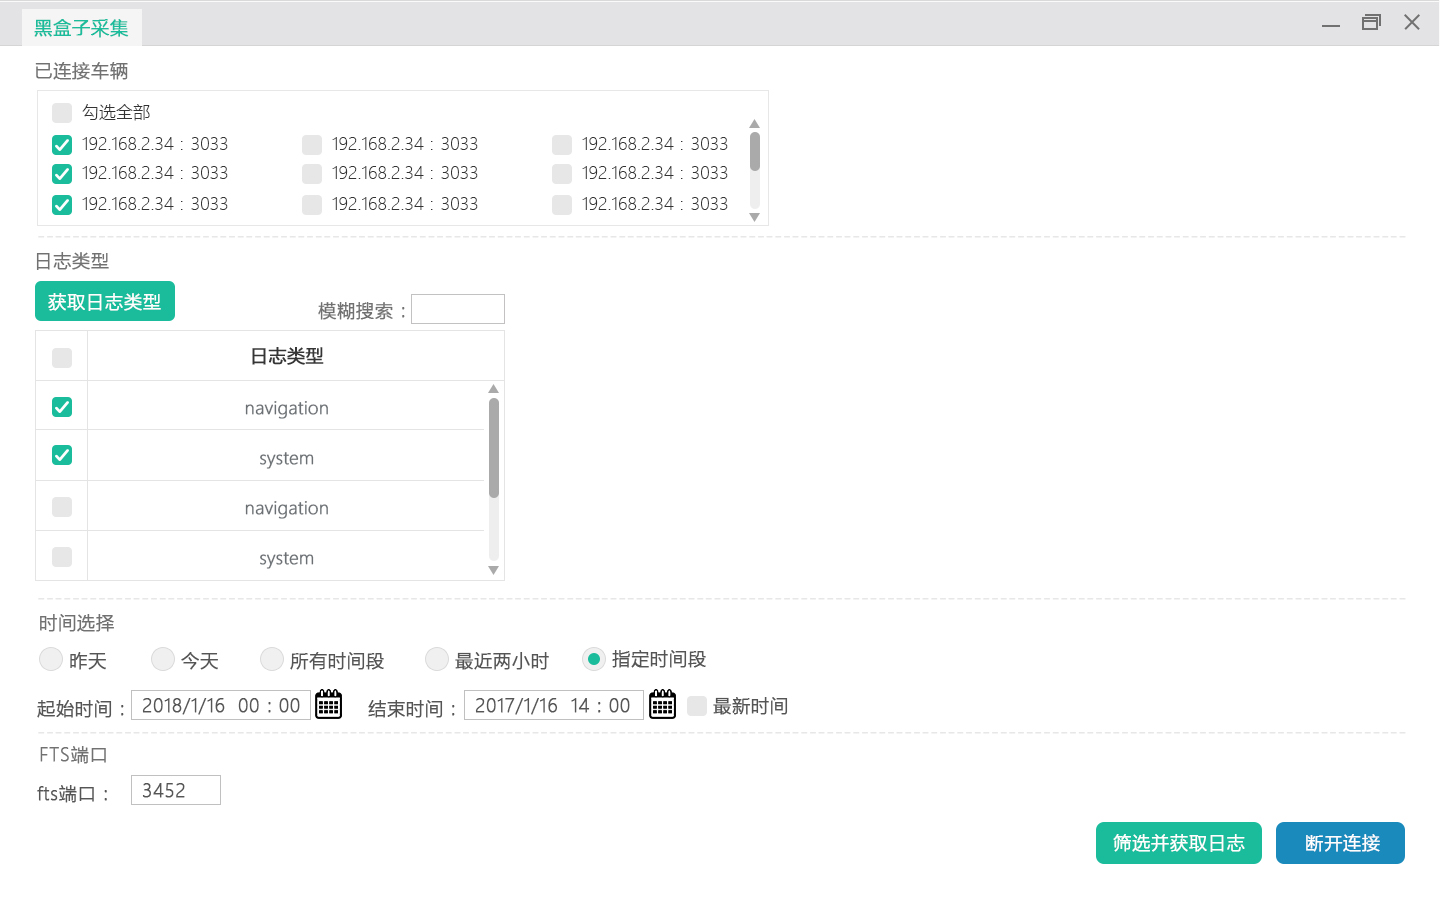 黑盒子采集
已连接车辆
勾选全部
192.168.2.34 : 3033 192.168.2.34 : 3033 192.168.2.34 : 3033
192.168.2.34 : 3033 192.168.2.34 : 3033 192.168.2.34 : 3033
192.168.2.34 : 3033 192.168.2.34 : 3033 192.168.2.34 : 3033
日志类型
获取日志类型
模糊搜索：
日志类型
navigation
system
navigation
system
时间选择
昨天 今天 所有时间段 最近两小时 指定时间段
起始时间： 2018/1/16 00 : 00 结束时间： 2017/1/16 14 : 00 最新时间
FTS端口
fts端口： 3452
筛选并获取日志 断开连接